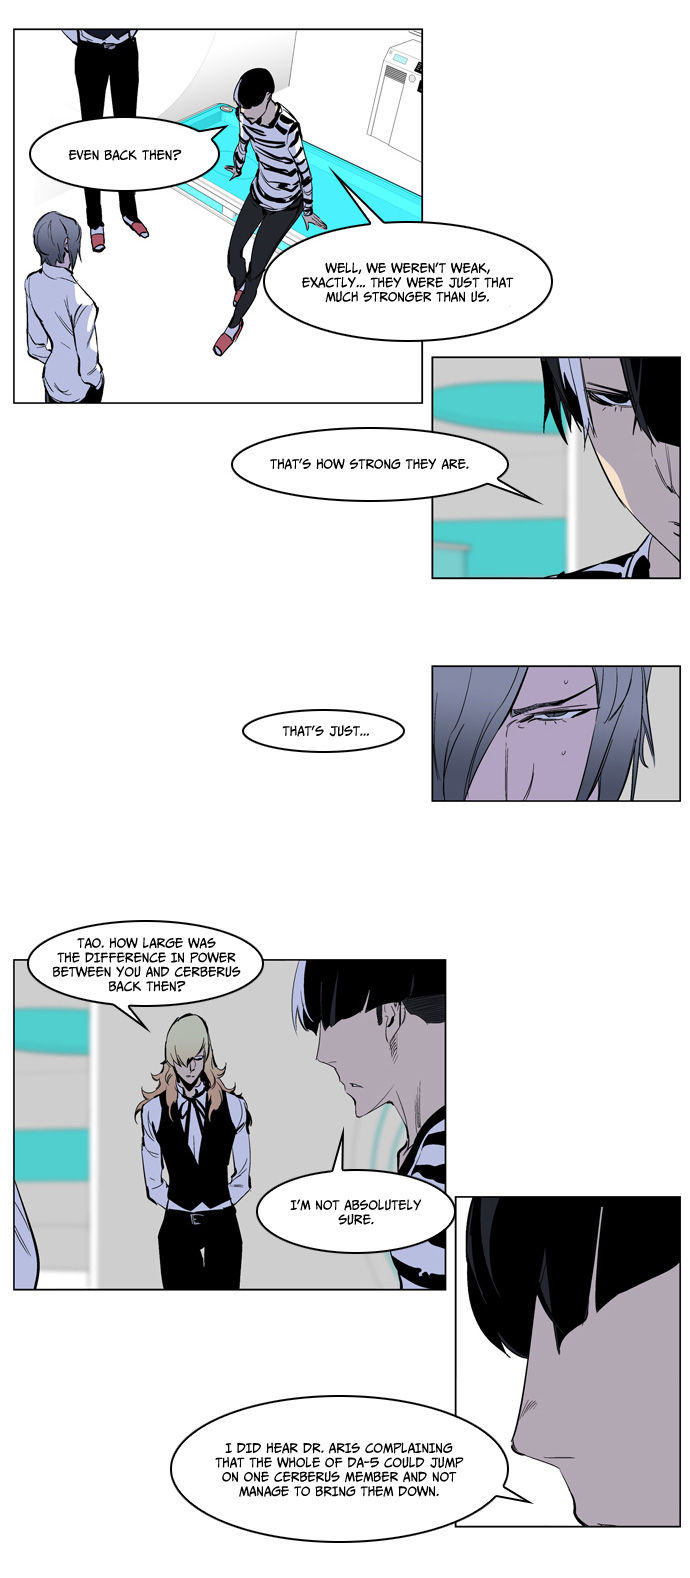 EVEN BACK THEN?
WELL, WE WEREN'T WEAK,
EXACTLY... THEY WERE JUST THAT
MUCH STRONGER THAN US.
THAT'S HOW STRONG THEY ARE.
THAT'S JUST...
TAO. HOW LARGE WAS
THE DIFFERENCE IN POWER
BETWEEN YOU AND CERBERUS
BACK THEN?
I'M NOT ABSOLUTELY
SURE.
I DID HEAR DR. ARIS COMPLAINING
THAT THE WHOLE OF DA-5 COULD JUMP
ON ONE CERBERUS MEMBER AND NOT
MANAGE TO BRING THEM DOWN.